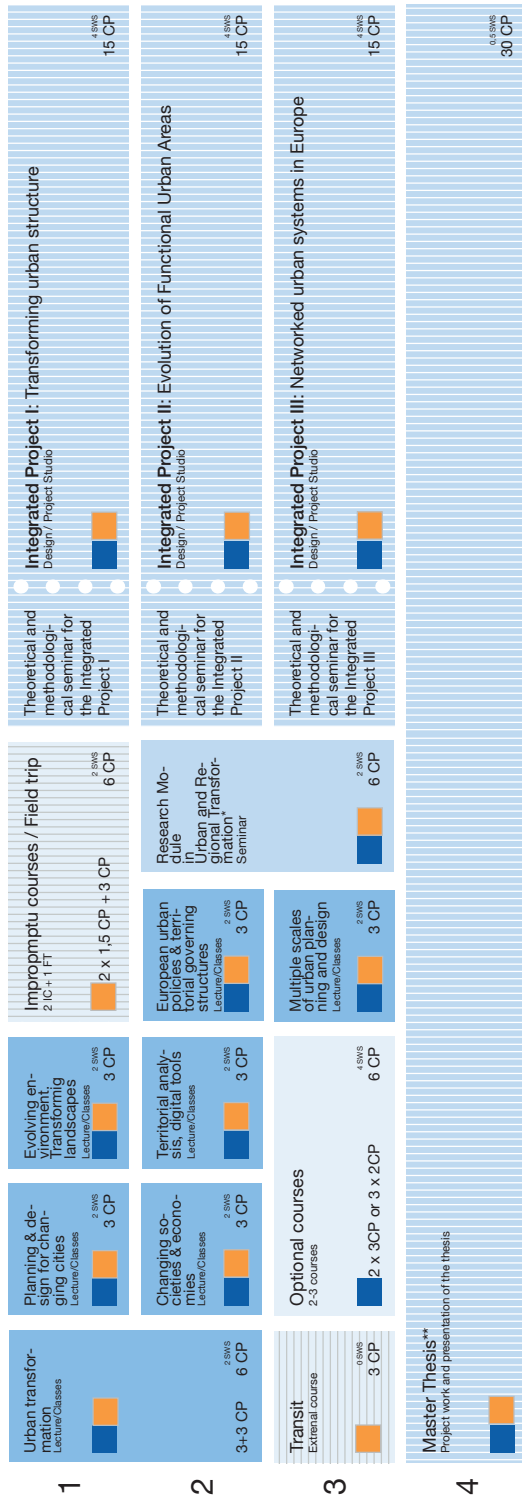 1
Urban transfor-
mation
Lecture/Classes
3+3 CP
2 SWS
6 CP
Planning & de-
sign for chan-
ging cities
Lecture/Classes
2 SWS
3 CP
Evolving en-
vironment,
Transformig
landscapes
Lecture/Classes
2 SWS
3 CP
Impropmptu courses / Field trip
2 IC + 1 FT
2 x 1,5 CP + 3 CP
2 SWS
6 CP
Theoretical and
methodologi-
cal seminar for
the Integrated
Project I
Integrated Project I: Transforming urban structure
Design / Project Studio
4 SWS
15 CP
2
Changing so-
cieties & econo-
mies
Lecture/Classes
2 SWS
3 CP
Territorial analy-
sis, digital tools
Lecture/Classes
2 SWS
3 CP
European urban
policies & terri-
torial governing
structures
Lecture/Classes
2 SWS
3 CP
Research Mo-
dule
in
Urban and Re-
gional Transfor-
mation*
Seminar
2 SWS
6 CP
Theoretical and
methodologi-
cal seminar for
the Integrated
Project II
Integrated Project II: Evolution of Functional Urban Areas
Design / Project Studio
4 SWS
15 CP
3
Transit
Extrenal course
0 SWS
3 CP
Optional courses
2-3 courses
2 x 3CP or 3 x 2CP
4 SWS
6 CP
Multiple scales
of urban plan-
ning and design
Lecture/Classes
2 SWS
3 CP
Theoretical and
methodologi-
cal seminar for
the Integrated
Project III
Integrated Project III: Networked urban systems in Europe
Design / Project Studio
4 SWS
15 CP
4
Master Thesis**
Project work and presentation of the thesis
0.5 SWS
30 CP